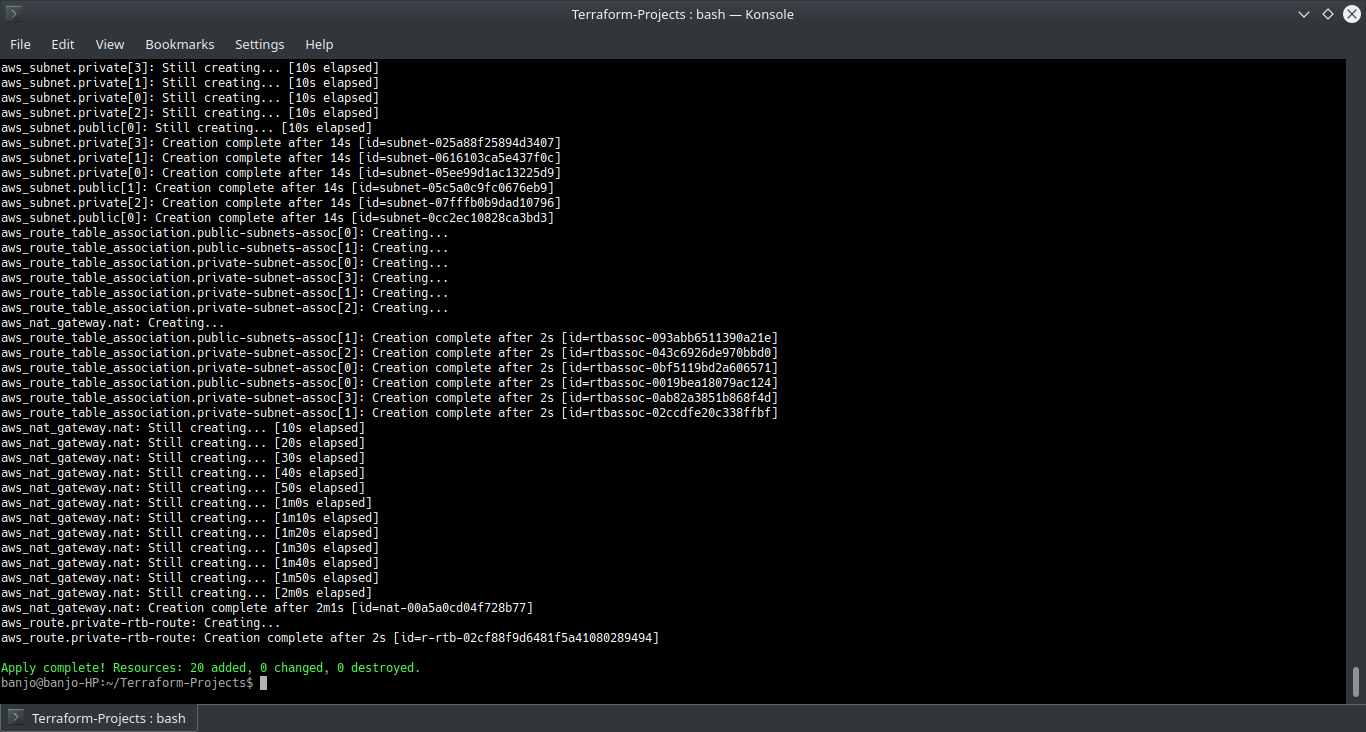 Terraform-Projects : bash — Konsole
File Edit View Bookmarks Settings Help
aws_subnet.private[3]: Still creating... [10s elapsed]
aws_subnet.private[1]: Still creating... [10s elapsed]
aws_subnet.private[0]: Still creating... [10s elapsed]
aws_subnet.private[2]: Still creating... [10s elapsed]
aws_subnet.public[0]: Still creating... [10s elapsed]
aws_subnet.private[3]: Creation complete after 14s [id=subnet-025a88f25894d3407]
aws_subnet.private[1]: Creation complete after 14s [id=subnet-0616103ca5e437f0c]
aws_subnet.private[0]: Creation complete after 14s [id=subnet-05ee99d1ac13225d9]
aws_subnet.public[1]: Creation complete after 14s [id=subnet-05c5a0c9fc0676eb9]
aws_subnet.private[2]: Creation complete after 14s [id=subnet-07fffb0b9dad10796]
aws_subnet.public[0]: Creation complete after 14s [id=subnet-0cc2ec10828ca3bd3]
aws_route_table_association.public-subnets-assoc[0]: Creating...
aws_route_table_association.public-subnets-assoc[1]: Creating...
aws_route_table_association.private-subnet-assoc[0]: Creating...
aws_route_table_association.private-subnet-assoc[3]: Creating...
aws_route_table_association.private-subnet-assoc[1]: Creating...
aws_route_table_association.private-subnet-assoc[2]: Creating...
aws_nat_gateway.nat: Creating...
aws_route_table_association.public-subnets-assoc[1]: Creation complete after 2s [id=rtbassoc-093abb6511390a21e]
aws_route_table_association.private-subnet-assoc[2]: Creation complete after 2s [id=rtbassoc-043c6926de970bbd0]
aws_route_table_association.private-subnet-assoc[0]: Creation complete after 2s [id=rtbassoc-0bf5119bd2a606571]
aws_route_table_association.public-subnets-assoc[0]: Creation complete after 2s [id=rtbassoc-0019bea18079ac124]
aws_route_table_association.private-subnet-assoc[3]: Creation complete after 2s [id=rtbassoc-0ab82a3851b868f4d]
aws_route_table_association.private-subnet-assoc[1]: Creation complete after 2s [id=rtbassoc-02ccdfe20c338ffbf]
aws_nat_gateway.nat: Still creating... [10s elapsed]
aws_nat_gateway.nat: Still creating... [20s elapsed]
aws_nat_gateway.nat: Still creating... [30s elapsed]
aws_nat_gateway.nat: Still creating... [40s elapsed]
aws_nat_gateway.nat: Still creating... [50s elapsed]
aws_nat_gateway.nat: Still creating... [1m0s elapsed]
aws_nat_gateway.nat: Still creating... [1m10s elapsed]
aws_nat_gateway.nat: Still creating... [1m20s elapsed]
aws_nat_gateway.nat: Still creating... [1m30s elapsed]
aws_nat_gateway.nat: Still creating... [1m40s elapsed]
aws_nat_gateway.nat: Still creating... [1m50s elapsed]
aws_nat_gateway.nat: Still creating... [2m0s elapsed]
aws_nat_gateway.nat: Creation complete after 2m1s [id=nat-00a5a0cd04f728b77]
aws_route.private-rtb-route: Creating...
aws_route.private-rtb-route: Creation complete after 2s [id=r-rtb-02cf88f9d6481f5a41080289494]
Apply complete! Resources: 20 added, 0 changed, 0 destroyed.
banjo@banjo-HP:~/Terraform-Projects$
Terraform-Projects : bash